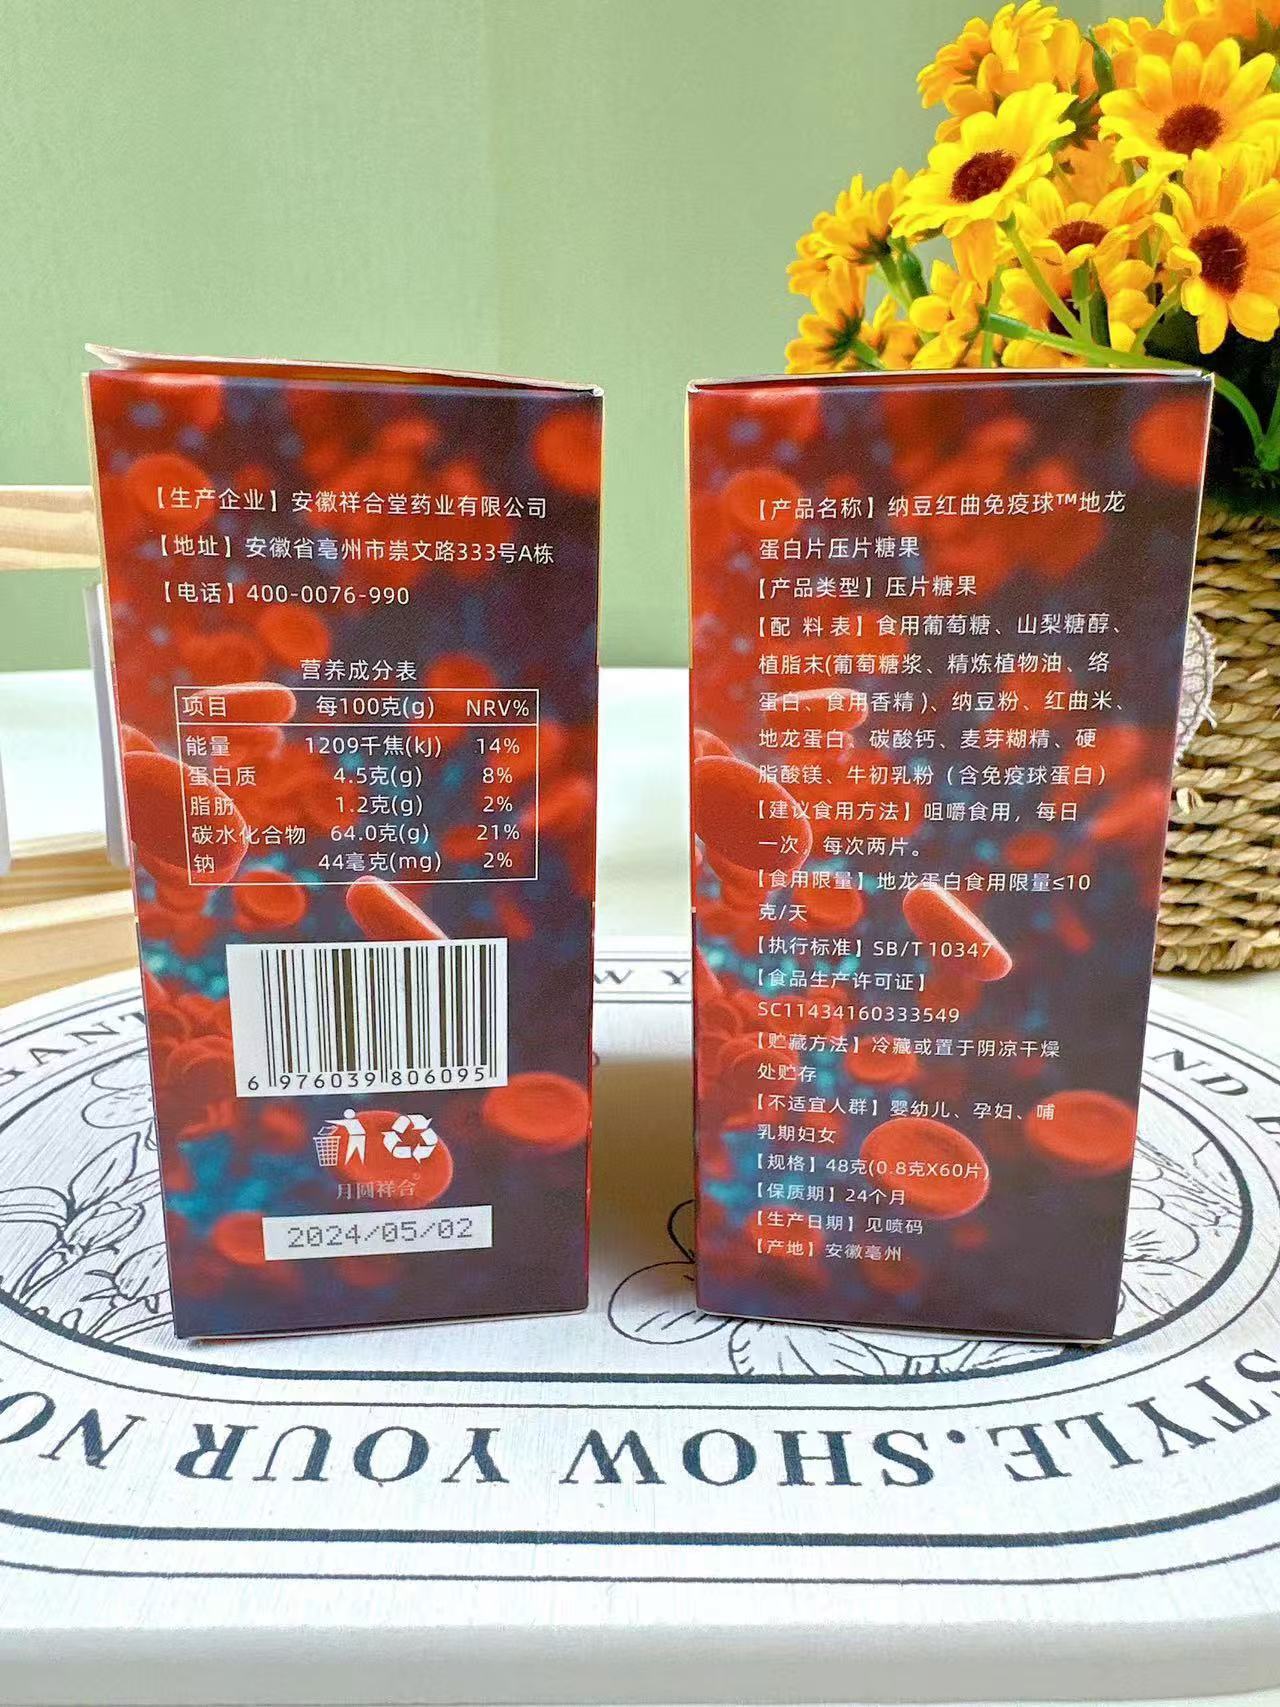 【生产企业】安徽祥合堂药业有限公司
【地址】安徽省亳州市崇文路333号A栋
【电话】400-0076-990
营养成分表
项目 每100克(g) NRV%
能量 1209千焦(kJ) 14%
蛋白质 4.5克(g) 8%
脂肪 1.2克(g) 2%
碳水化合物 64.0克(g) 21%
钠 44毫克(mg) 2%
6 976039 806095
月圆祥合®
2024/05/02
【产品名称】纳豆红曲免疫球™地龙
蛋白片压片糖果
【产品类型】压片糖果
【配 料 表】食用葡萄糖、山梨糖醇、
植脂末(葡萄糖浆、精炼植物油、络
蛋白、食用香精)、纳豆粉、红曲米、
地龙蛋白、碳酸钙、麦芽糊精、硬
脂酸镁、牛初乳粉（含免疫球蛋白）
【建议食用方法】咀嚼食用，每日
一次，每次两片。
【食用限量】地龙蛋白食用限量≤10
克/天
【执行标准】SB/T 10347
【食品生产许可证】
SC11434160333549
【贮藏方法】冷藏或置于阴凉干燥
处贮存
【不适宜人群】婴幼儿、孕妇、哺
乳期妇女
【规格】48克(0.8克X60片)
【保质期】24个月
【生产日期】见喷码
【产地】安徽亳州
STYLE.SHOW YOUR NO